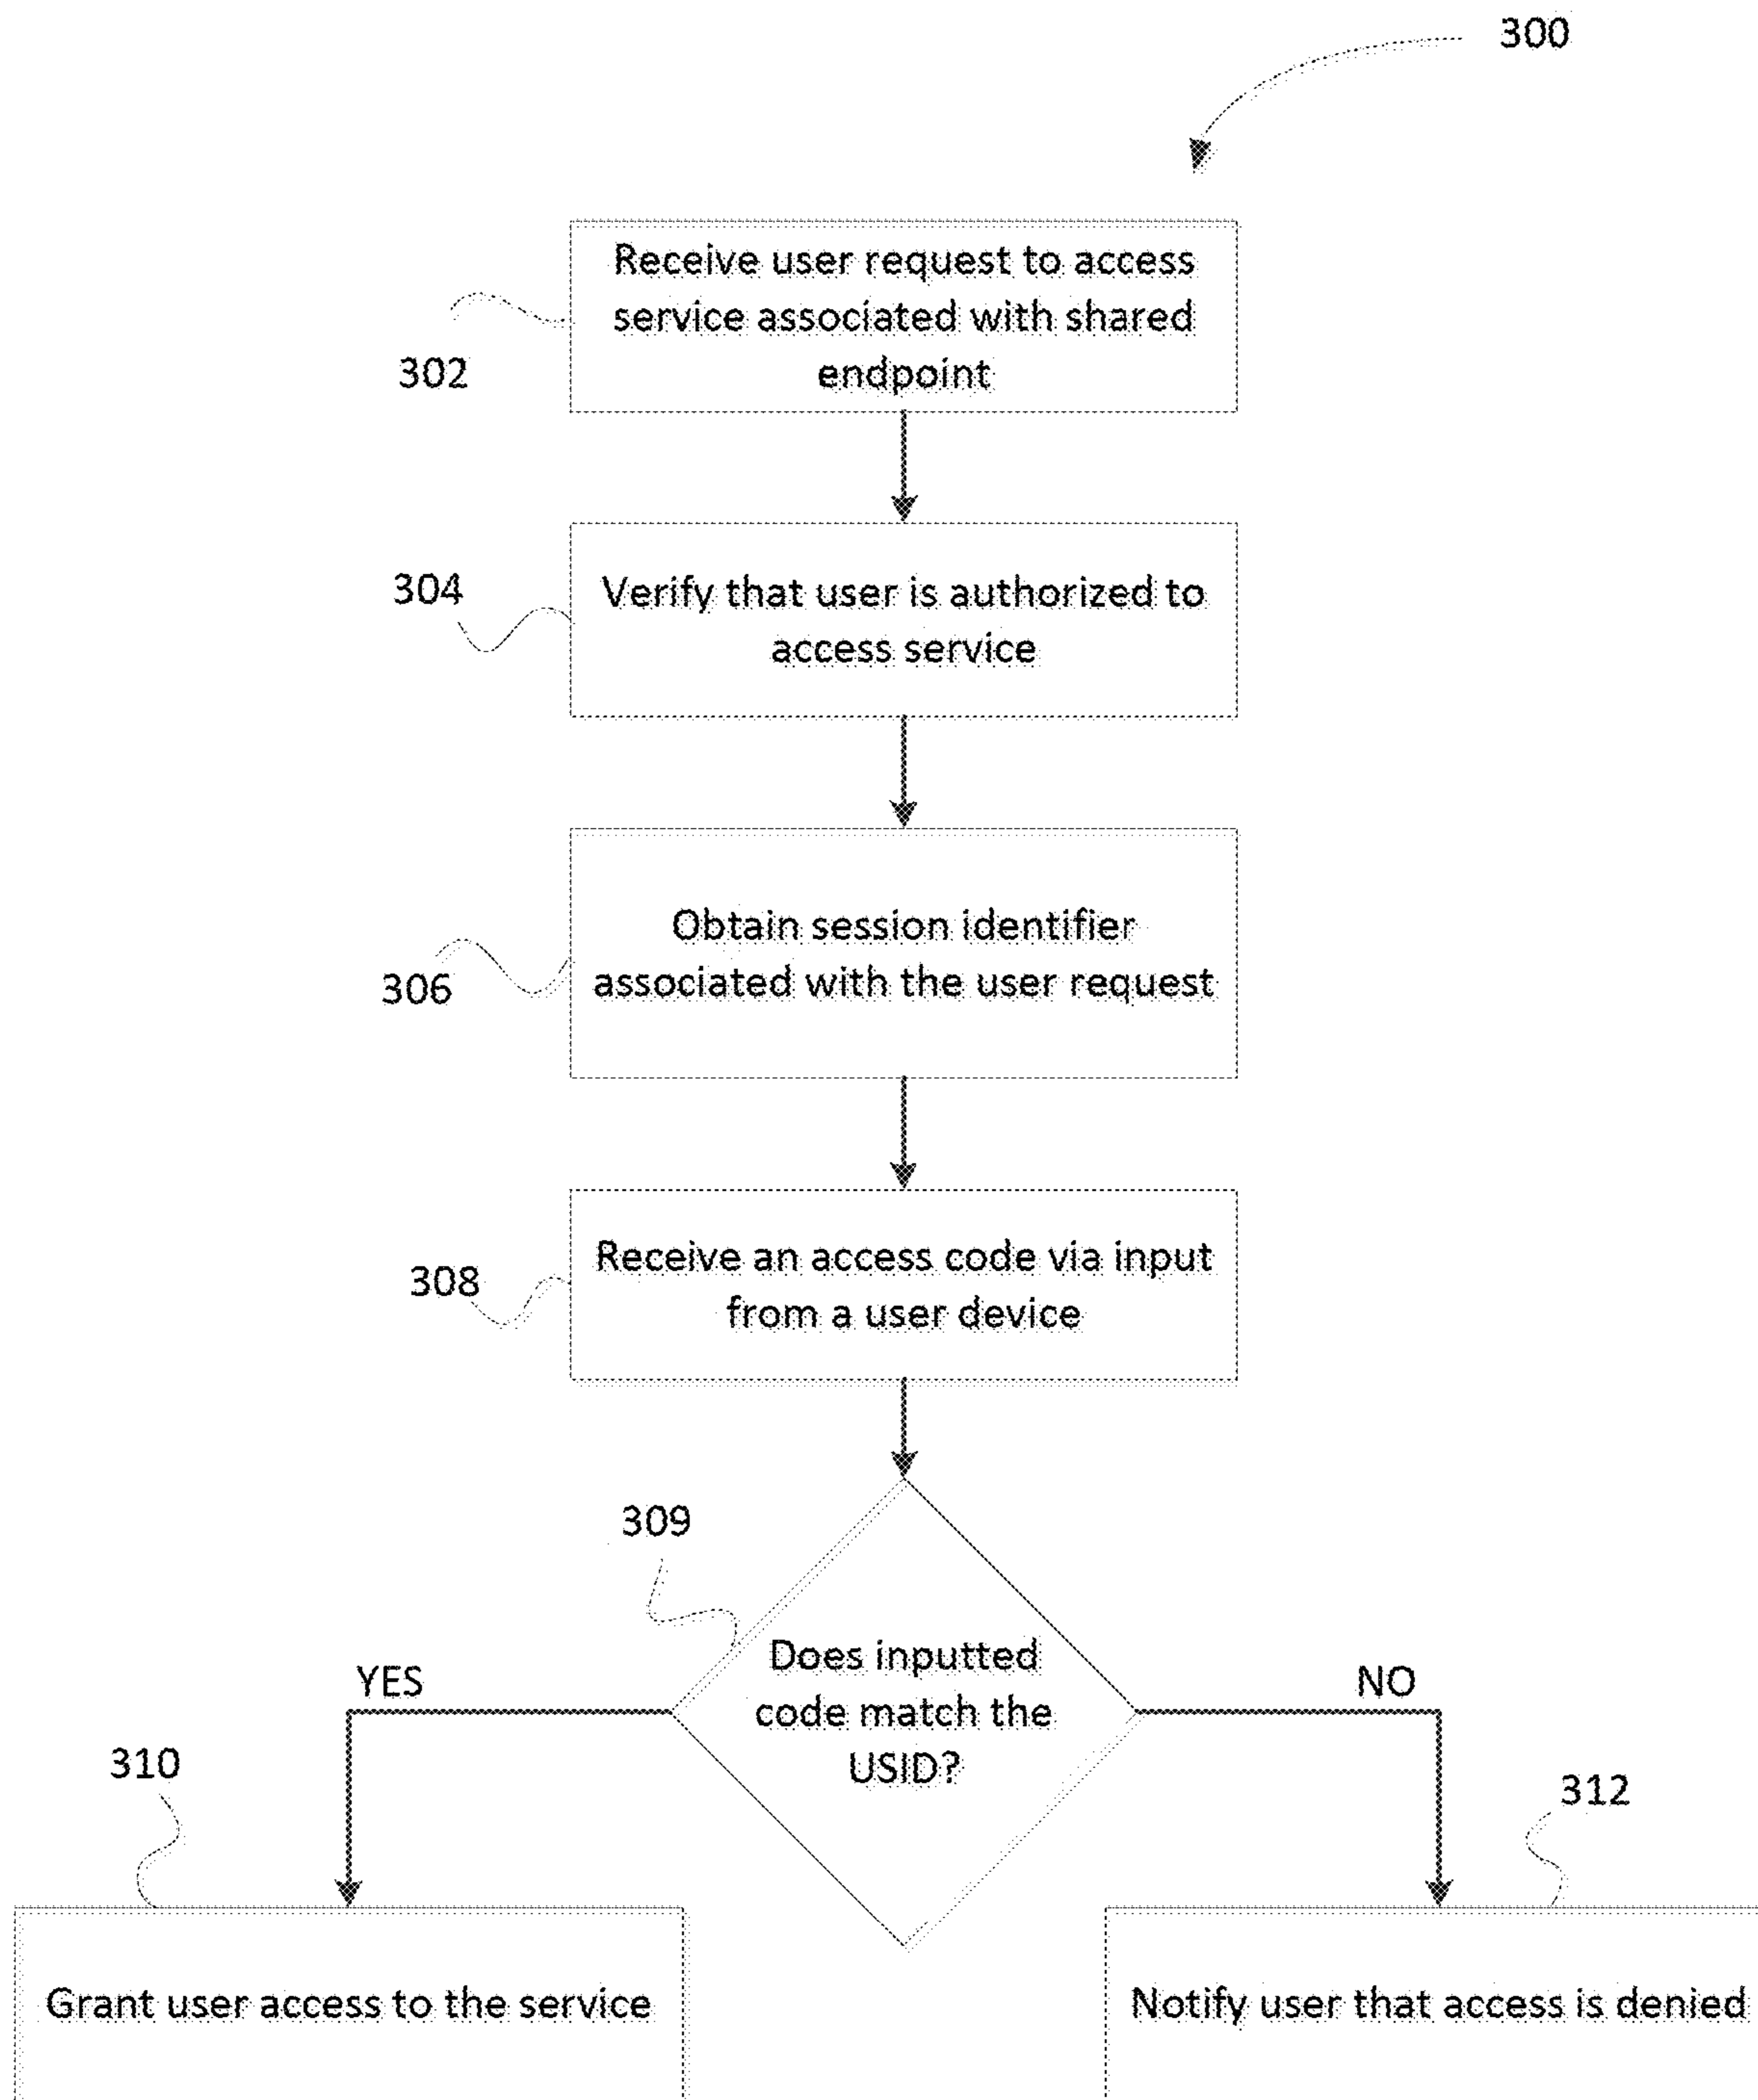 300
Receive user request to access
service associated with shared
endpoint
302
304
Verify that user is authorized to
access service
Obtain session identifier
associated with the user request
306
Receive an access code via input
from a user device
308
309
Does inputted
code match the
USID?
YES
NO
310
312
Grant user access to the service
Notify user that access is denied